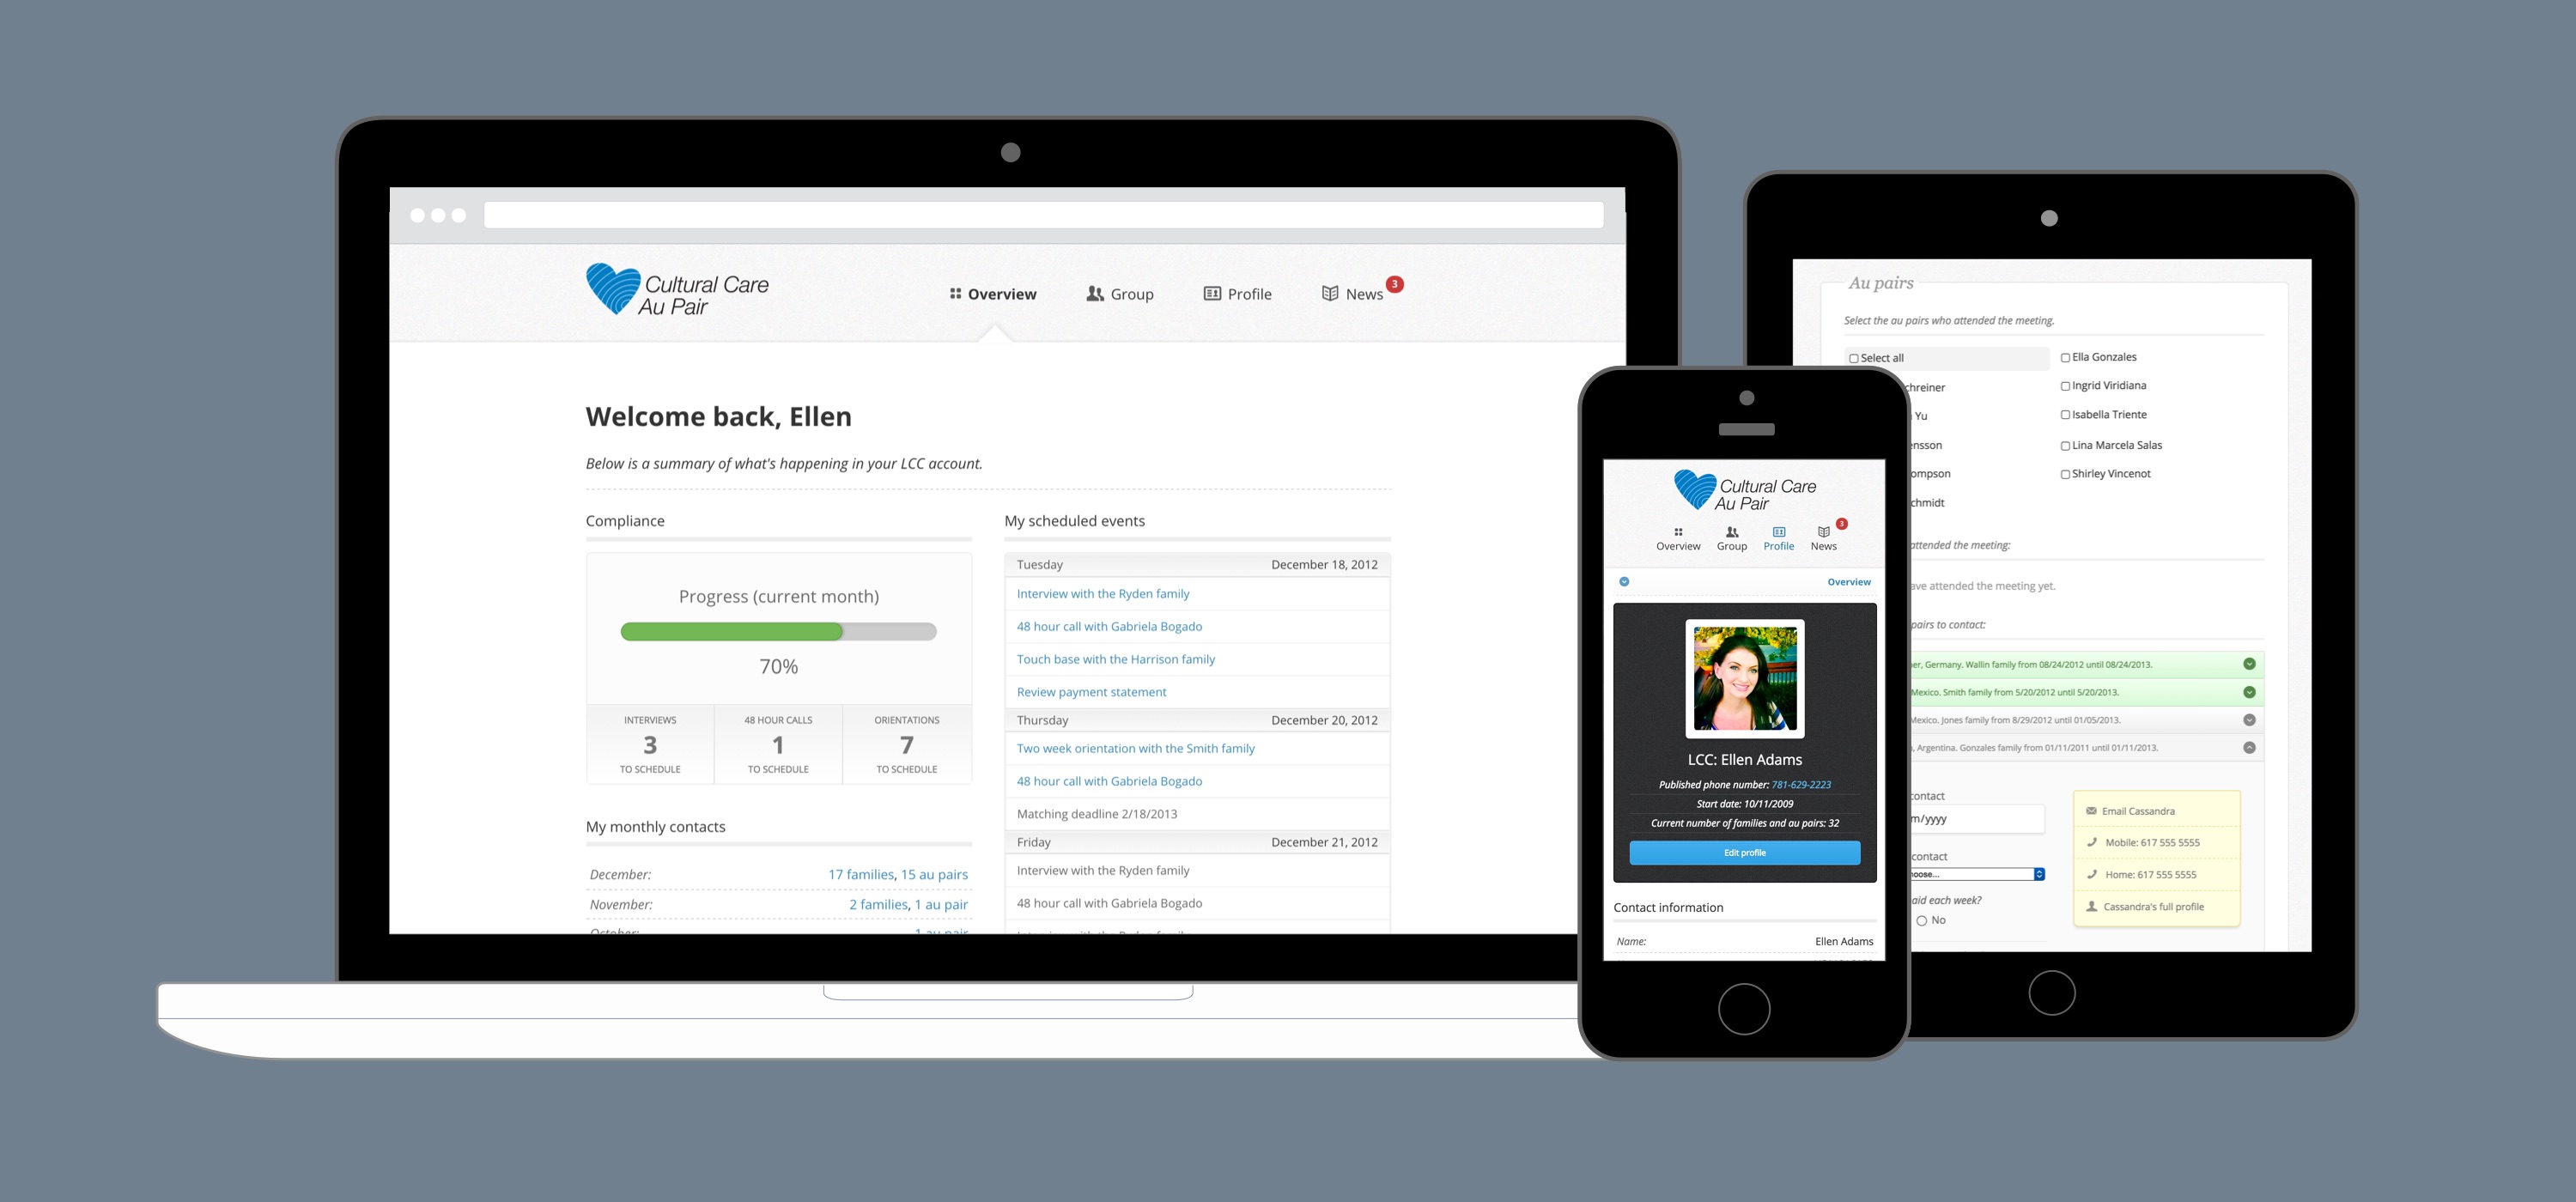 Cultural Care
Au Pair
Overview
Group
Profile
News
3
Welcome back, Ellen
Below is a summary of what's happening in your LCC account.
Compliance
Progress (current month)
70%
INTERVIEWS
3
TO SCHEDULE
48 HOUR CALLS
1
TO SCHEDULE
ORIENTATIONS
7
TO SCHEDULE
My monthly contacts
December: 17 families, 15 au pairs
November: 2 families, 1 au pair
October: 1 au pair
My scheduled events
Tuesday December 18, 2012
Interview with the Ryden family
48 hour call with Gabriela Bogado
Touch base with the Harrison family
Review payment statement
Thursday December 20, 2012
Two week orientation with the Smith family
48 hour call with Gabriela Bogado
Matching deadline 2/18/2013
Friday December 21, 2012
Interview with the Ryden family
48 hour call with Gabriela Bogado
Interview with the Ryden family
Cultural Care
Au Pair
Overview
Group
Profile
News
3
Overview
LCC: Ellen Adams
Published phone number: 781-629-2223
Start date: 10/11/2009
Current number of families and au pairs: 32
Edit profile
Contact information
Name: Ellen Adams
Au pairs
Select the au pairs who attended the meeting.
Select all
Ella Gonzales
chreiner
Ingrid Viridiana
Yu
Isabella Triente
ensson
Lina Marcela Salas
ompson
Shirley Vincenot
chmidt
attended the meeting:
ave attended the meeting yet.
pairs to contact:
er, Germany. Wallin family from 08/24/2012 until 08/24/2013.
Mexico. Smith family from 5/20/2012 until 5/20/2013.
Mexico. Jones family from 8/29/2012 until 01/05/2013.
, Argentina. Gonzales family from 01/11/2011 until 01/11/2013.
contact
m/yyyy
contact
oose...
aid each week?
No
Email Cassandra
Mobile: 617 555 5555
Home: 617 555 5555
Cassandra's full profile